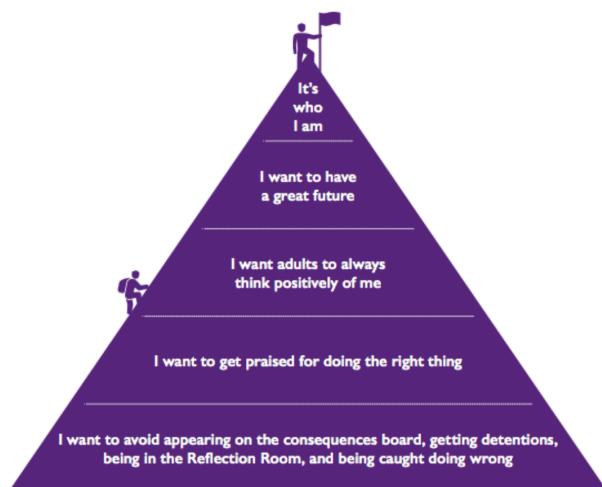 It's
who
I am
I want to have
a great future
I want adults to always
think positively of me
I want to get praised for doing the right thing
I want to avoid appearing on the consequences board, getting detentions,
being in the Reflection Room, and being caught doing wrong